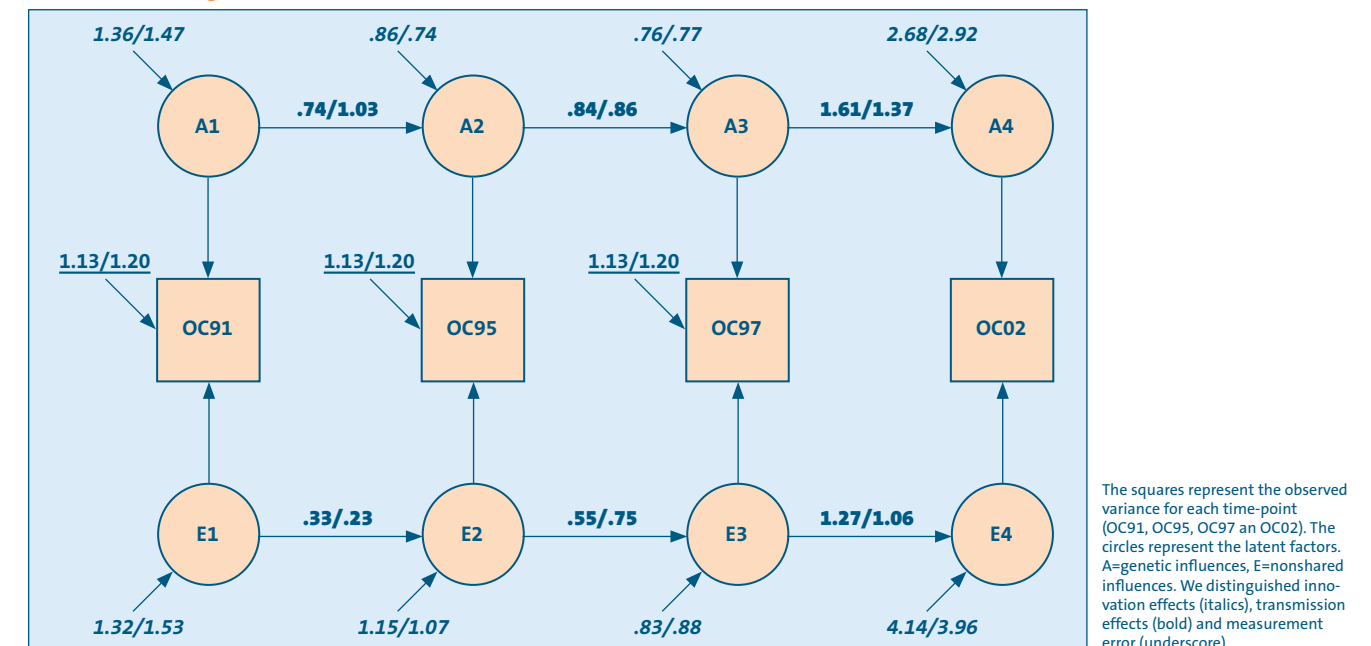 1.36/1.47 .86/.74 .76/.77 2.68/2.92
.74/1.03 .84/.86 1.61/1.37
A1 A2 A3 A4
1.13/1.20 1.13/1.20 1.13/1.20
OC91 OC95 OC97 OC02
.33/.23 .55/.75 1.27/1.06
E1 E2 E3 E4
1.32/1.53 1.15/1.07 .83/.88 4.14/3.96
The squares represent the observed
variance for each time-point
(OC91, OC95, OC97 an OC02). The
circles represent the latent factors.
A=genetic influences, E=nonshared
influences. We distinguished inno-
vation effects (italics), transmission
effects (bold) and measurement
error (underscore)